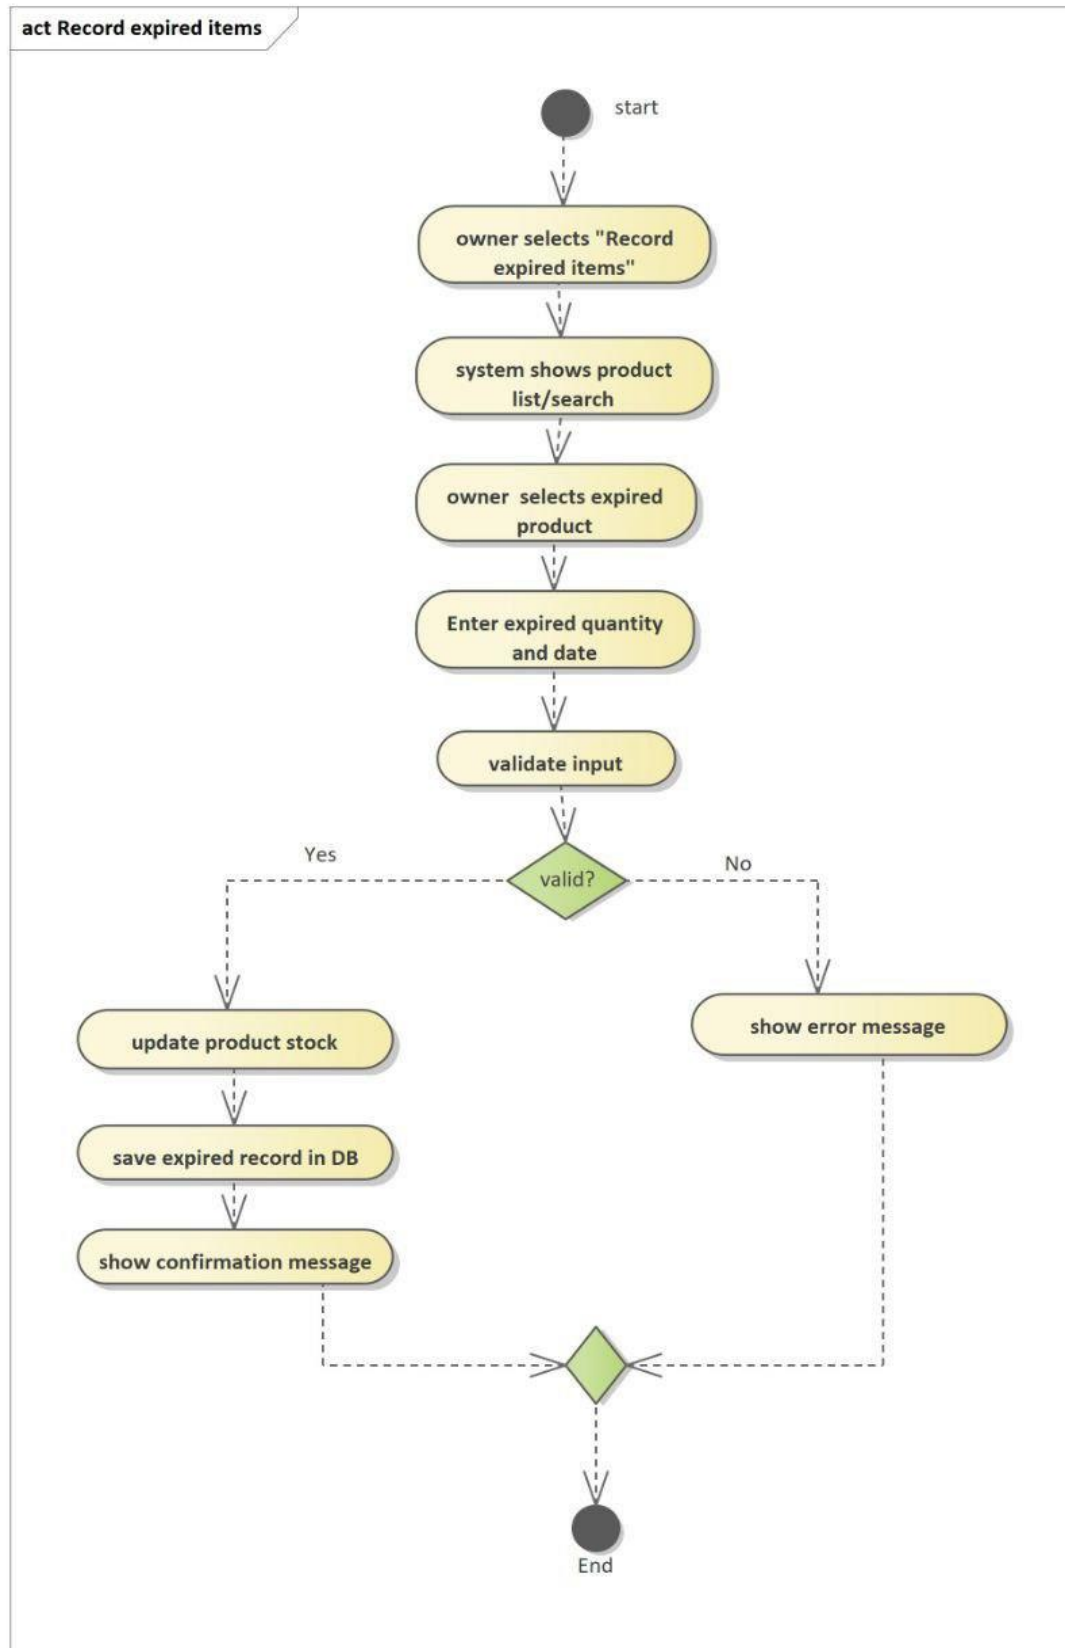 act Record expired items
start
owner selects "Record
expired items"
system shows product
list/search
owner selects expired
product
Enter expired quantity
and date
validate input
Yes
valid?
No
update product stock
show error message
save expired record in DB
show confirmation message
End